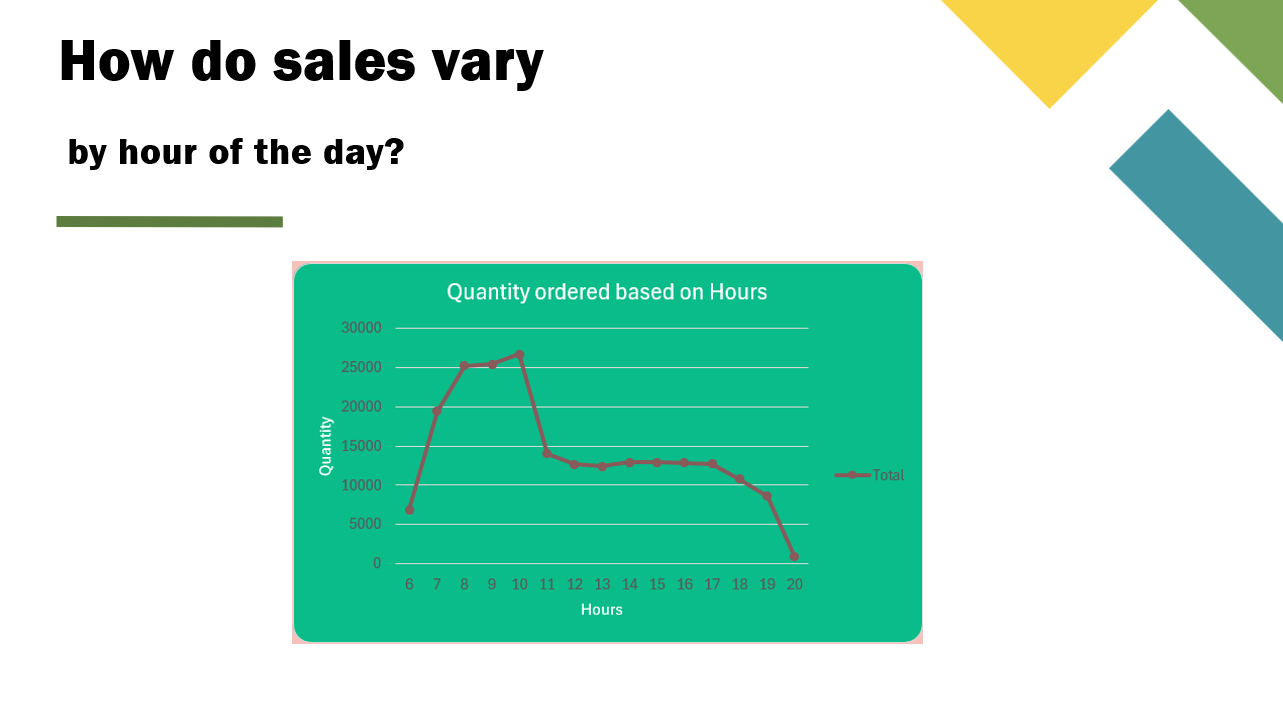 How do sales vary
by hour of the day?
Quantity ordered based on Hours
30000
25000
20000
15000
10000
5000
0
Quantity
6 7 8 9 10 11 12 13 14 15 16 17 18 19 20
Hours
Total